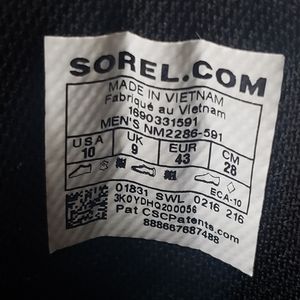 SOREL.COM
MADE IN VIETNAM
Fabriqué au Vietnam
1690331591
MEN'S NM2286-591
USA UK EUR CM
10 9 43 28
ECA-10
01831 SWL 0216 216
3K0YDHQ200056
Pat CSCPatents.com
888667687488